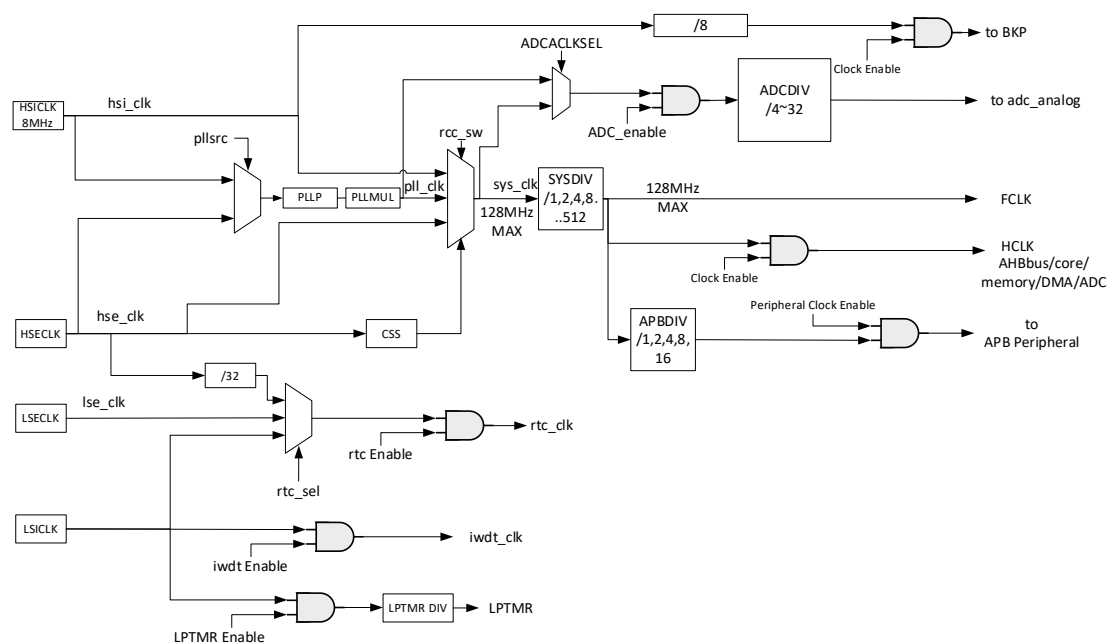 /8
to BKP
Clock Enable
ADCACLKSEL
HSICLK
8MHz
hsi_clk
ADCDIV
/4~32
to adc_analog
ADC_enable
pllsrc
rcc_sw
PLLP
PLLMUL
pll_clk
sys_clk
128MHz
MAX
SYSDIV
/1,2,4,8.
..512
128MHz
MAX
FCLK
Clock Enable
HCLK
AHBbus/core/
memory/DMA/ADC
HSECLK
hse_clk
CSS
APBDIV
/1,2,4,8,
16
Peripheral Clock Enable
to
APB Peripheral
/32
LSECLK
lse_clk
rtc Enable
rtc_clk
rtc_sel
LSICLK
iwdt Enable
iwdt_clk
LPTMR Enable
LPTMR DIV
LPTMR